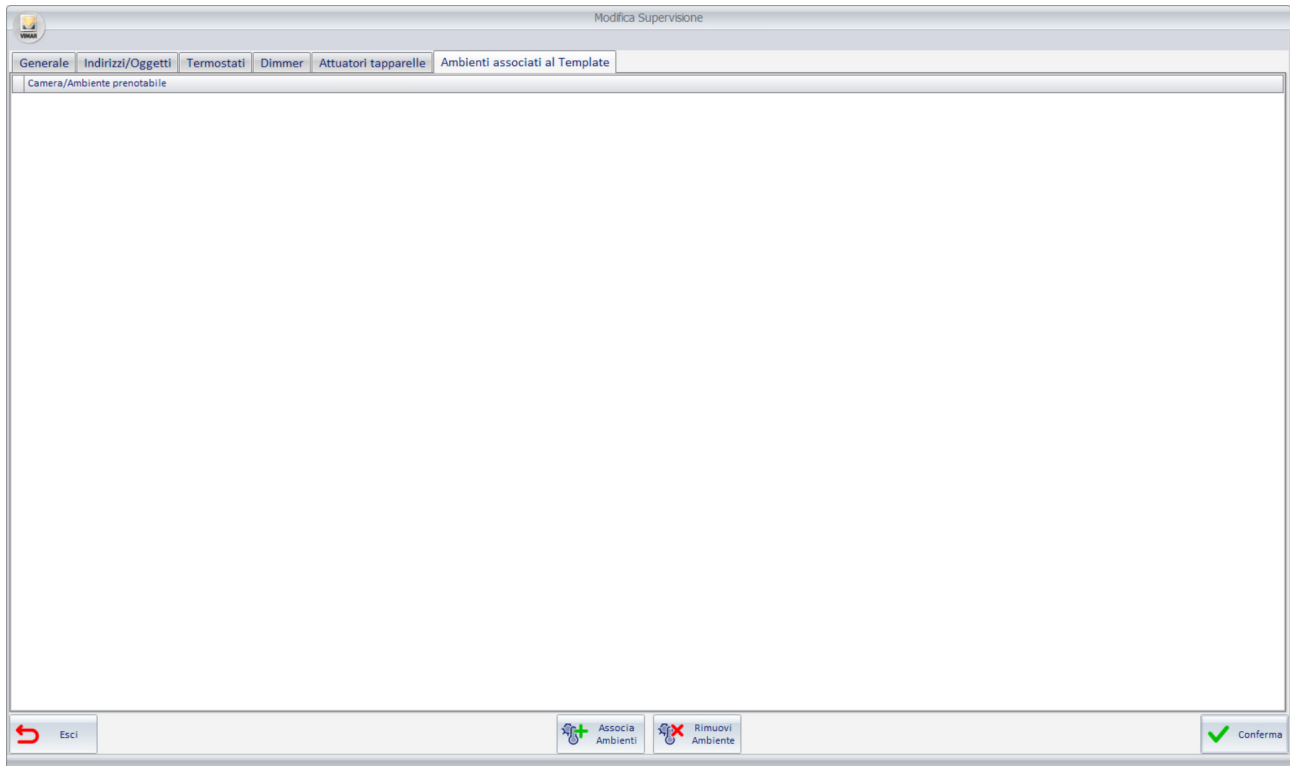 Modifica Supervisione
VIMAR
Generale Indirizzi/Oggetti Termostati Dimmer Attuatori tapparelle Ambienti associati al Template
Camera/Ambiente prenotabile
Esci
Associa
Ambienti
Rimuovi
Ambiente
Conferma